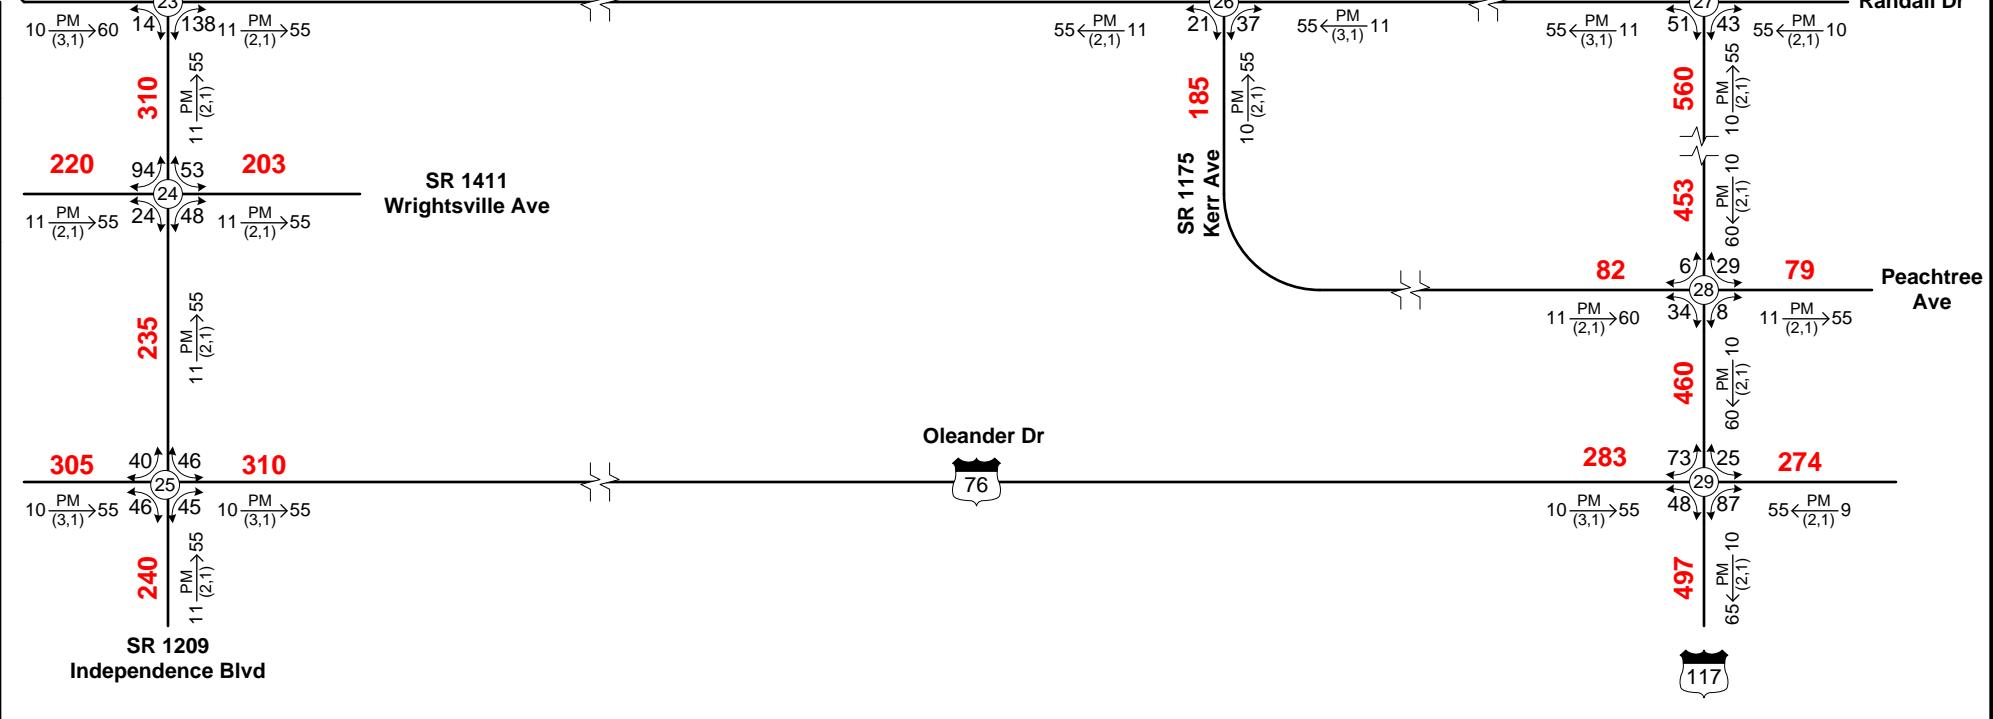 23
26
27
Randall Dr
10 PM (3,1) 60
14
138
11 PM (2,1) 55
55 PM (2,1) 11
21
37
55 PM (3,1) 11
55 PM (3,1) 11
51
43
55 PM (2,1) 10
310
11 PM (2,1) 55
185
10 PM (2,1) 55
560
10 PM (2,1) 55
220
94
53
203
24
SR 1411
Wrightsville Ave
11 PM (2,1) 55
24
48
11 PM (2,1) 55
SR 1175
Kerr Ave
453
60 PM (2,1) 10
82
6
29
79
28
Peachtree
Ave
11 PM (2,1) 60
34
8
11 PM (2,1) 55
235
11 PM (2,1) 55
460
60 PM (2,1) 10
Oleander Dr
76
305
40
46
310
25
10 PM (3,1) 55
46
45
10 PM (3,1) 55
283
73
25
274
29
10 PM (3,1) 55
48
87
55 PM (2,1) 9
240
11 PM (2,1) 55
497
65 PM (2,1) 10
SR 1209
Independence Blvd
117